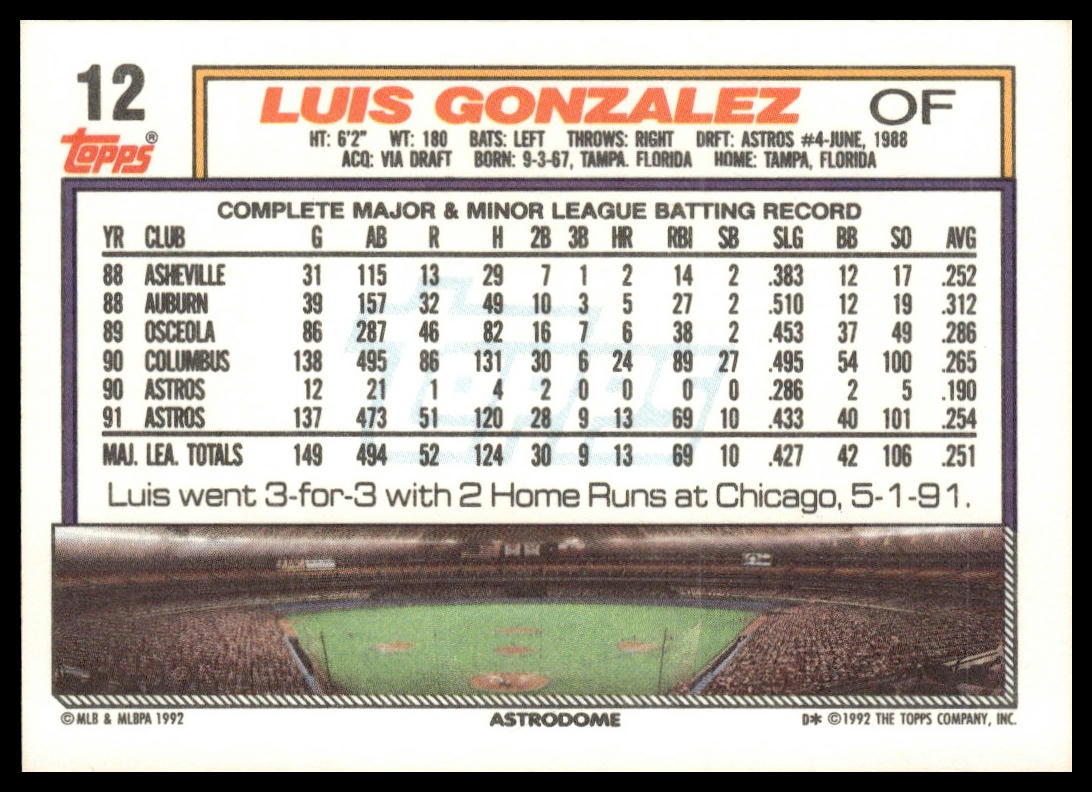 12
Topps®
LUIS GONZALEZ OF
HT: 6'2" WT: 180 BATS: LEFT THROWS: RIGHT DRFT: ASTROS #4-JUNE, 1988
ACQ: VIA DRAFT BORN: 9-3-67, TAMPA. FLORIDA HOME: TAMPA, FLORIDA
COMPLETE MAJOR & MINOR LEAGUE BATTING RECORD
YR CLUB G AB R H 2B 3B HR RBI SB SLG BB SO AVG
88 ASHEVILLE 31 115 13 29 7 1 2 14 2 .383 12 17 .252
88 AUBURN 39 157 32 49 10 3 5 27 2 .510 12 19 .312
89 OSCEOLA 86 287 46 82 16 7 6 38 2 .453 37 49 .286
90 COLUMBUS 138 495 86 131 30 6 24 89 27 .495 54 100 .265
90 ASTROS 12 21 1 4 2 0 0 0 0 .286 2 5 .190
91 ASTROS 137 473 51 120 28 9 13 69 10 .433 40 101 .254
MAJ. LEA. TOTALS 149 494 52 124 30 9 13 69 10 .427 42 106 .251
Topps
Luis went 3-for-3 with 2 Home Runs at Chicago, 5-1-91.
©MLB & MLBPA 1992 ASTRODOME D* ©1992 THE TOPPS COMPANY, INC.